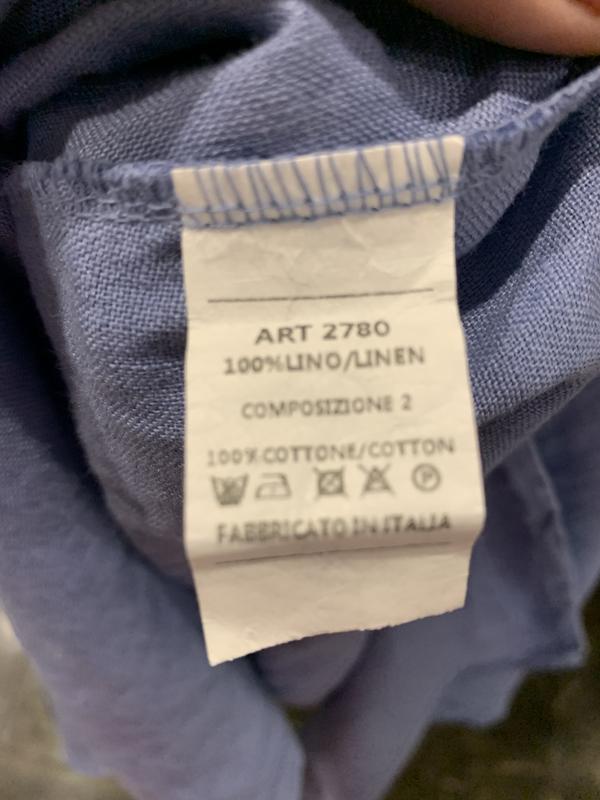 ART 2780
100%LINO/LINEN
COMPOSIZIONE 2
100%COTTONE/COTTON
P
FABBRICATO IN ITALIA